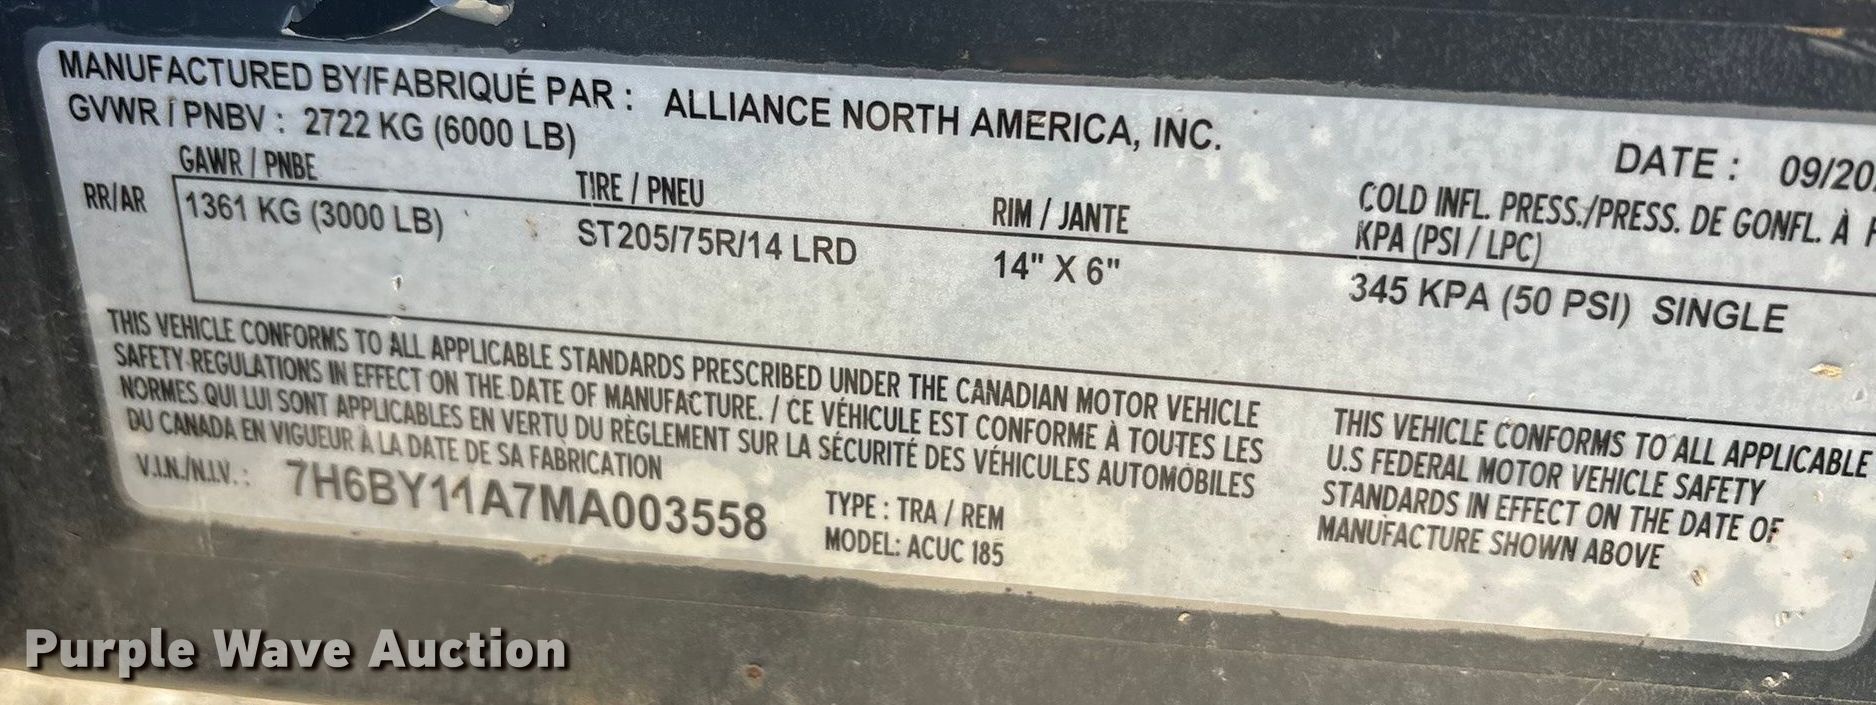 MANUFACTURED BY/FABRIQUÉ PAR : ALLIANCE NORTH AMERICA, INC.
GVWR / PNBV : 2722 KG (6000 LB)
DATE : 09/20
GAWR / PNBE
TIRE / PNEU
RIM / JANTE
COLD INFL. PRESS./PRESS. DE GONFL. À
KPA (PSI / LPC)
RR/AR
1361 KG (3000 LB)
ST205/75R/14 LRD
14" X 6"
345 KPA (50 PSI) SINGLE
THIS VEHICLE CONFORMS TO ALL APPLICABLE STANDARDS PRESCRIBED UNDER THE CANADIAN MOTOR VEHICLE
SAFETY REGULATIONS IN EFFECT ON THE DATE OF MANUFACTURE. / CE VÉHICULE EST CONFORME À TOUTES LES
NORMES QUI LUI SONT APPLICABLES EN VERTU DU RÈGLEMENT SUR LA SÉCURITÉ DES VÉHICULES AUTOMOBILES
DU CANADA EN VIGUEUR À LA DATE DE SA FABRICATION
THIS VEHICLE CONFORMS TO ALL APPLICABLE
U.S FEDERAL MOTOR VEHICLE SAFETY
STANDARDS IN EFFECT ON THE DATE OF
MANUFACTURE SHOWN ABOVE
V.I.N./N.I.V. : 7H6BY11A7MA003558
TYPE : TRA / REM
MODEL: ACUC 185
Purple Wave Auction